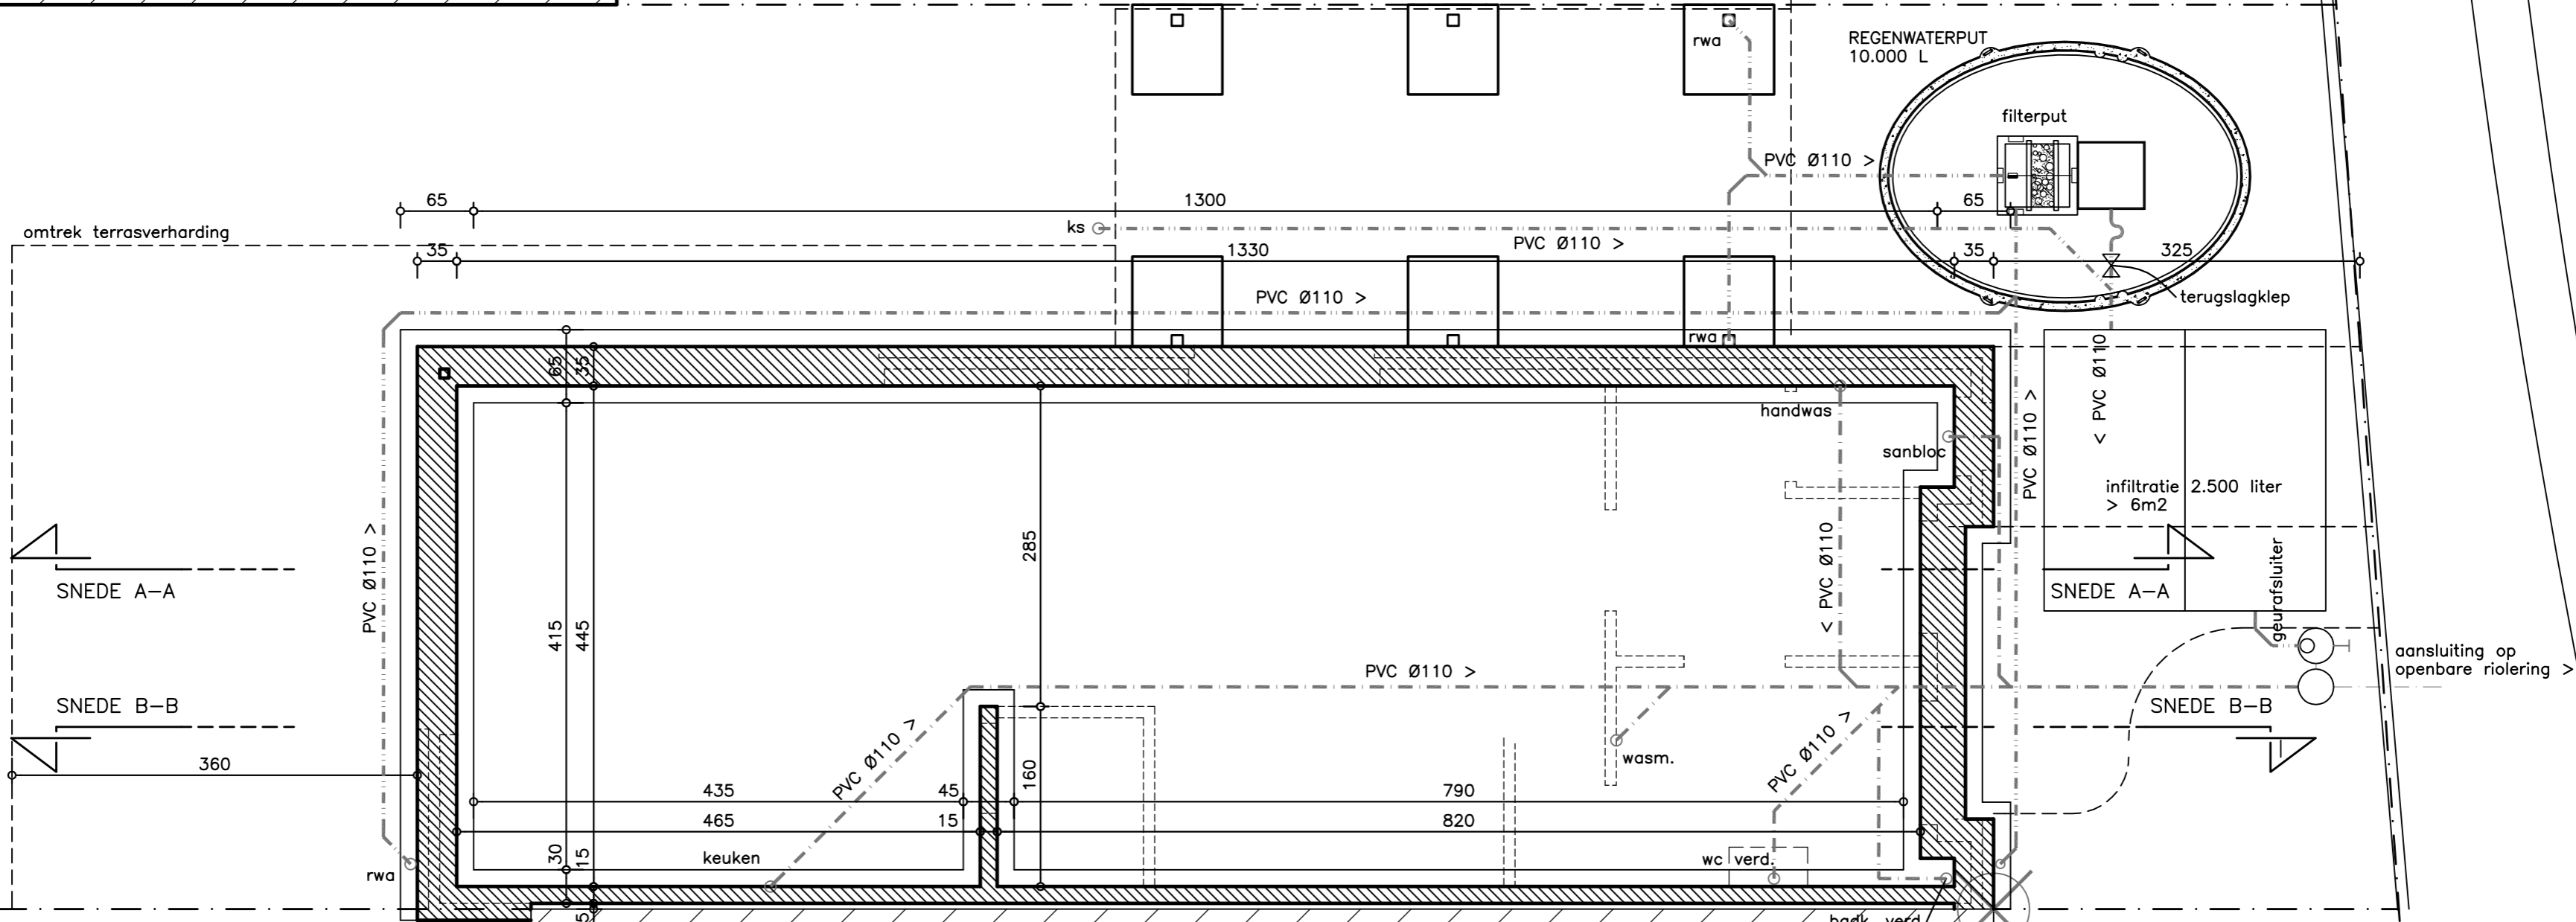 rwa
REGENWATERPUT
10.000 L
filterput
PVC Ø110 >
65
1300
65
ks
omtrek terrasverharding
PVC Ø110 >
35
1330
35
325
PVC Ø110 >
terugslagklep
rwa
65
35
< PVC Ø110
handwas
PVC Ø110 >
sanbloc
infiltratie 2.500 liter
> 6m2
PVC Ø110 >
285
< PVC Ø110
geurafsluiter
SNEDE A-A
SNEDE A-A
415
445
aansluiting op
openbare riolering >
PVC Ø110 >
SNEDE B-B
SNEDE B-B
PVC Ø110 >
PVC Ø110 >
wasm.
360
160
435
45
790
465
15
820
30
15
keuken
wc verd.
rwa
5
badk. verd.